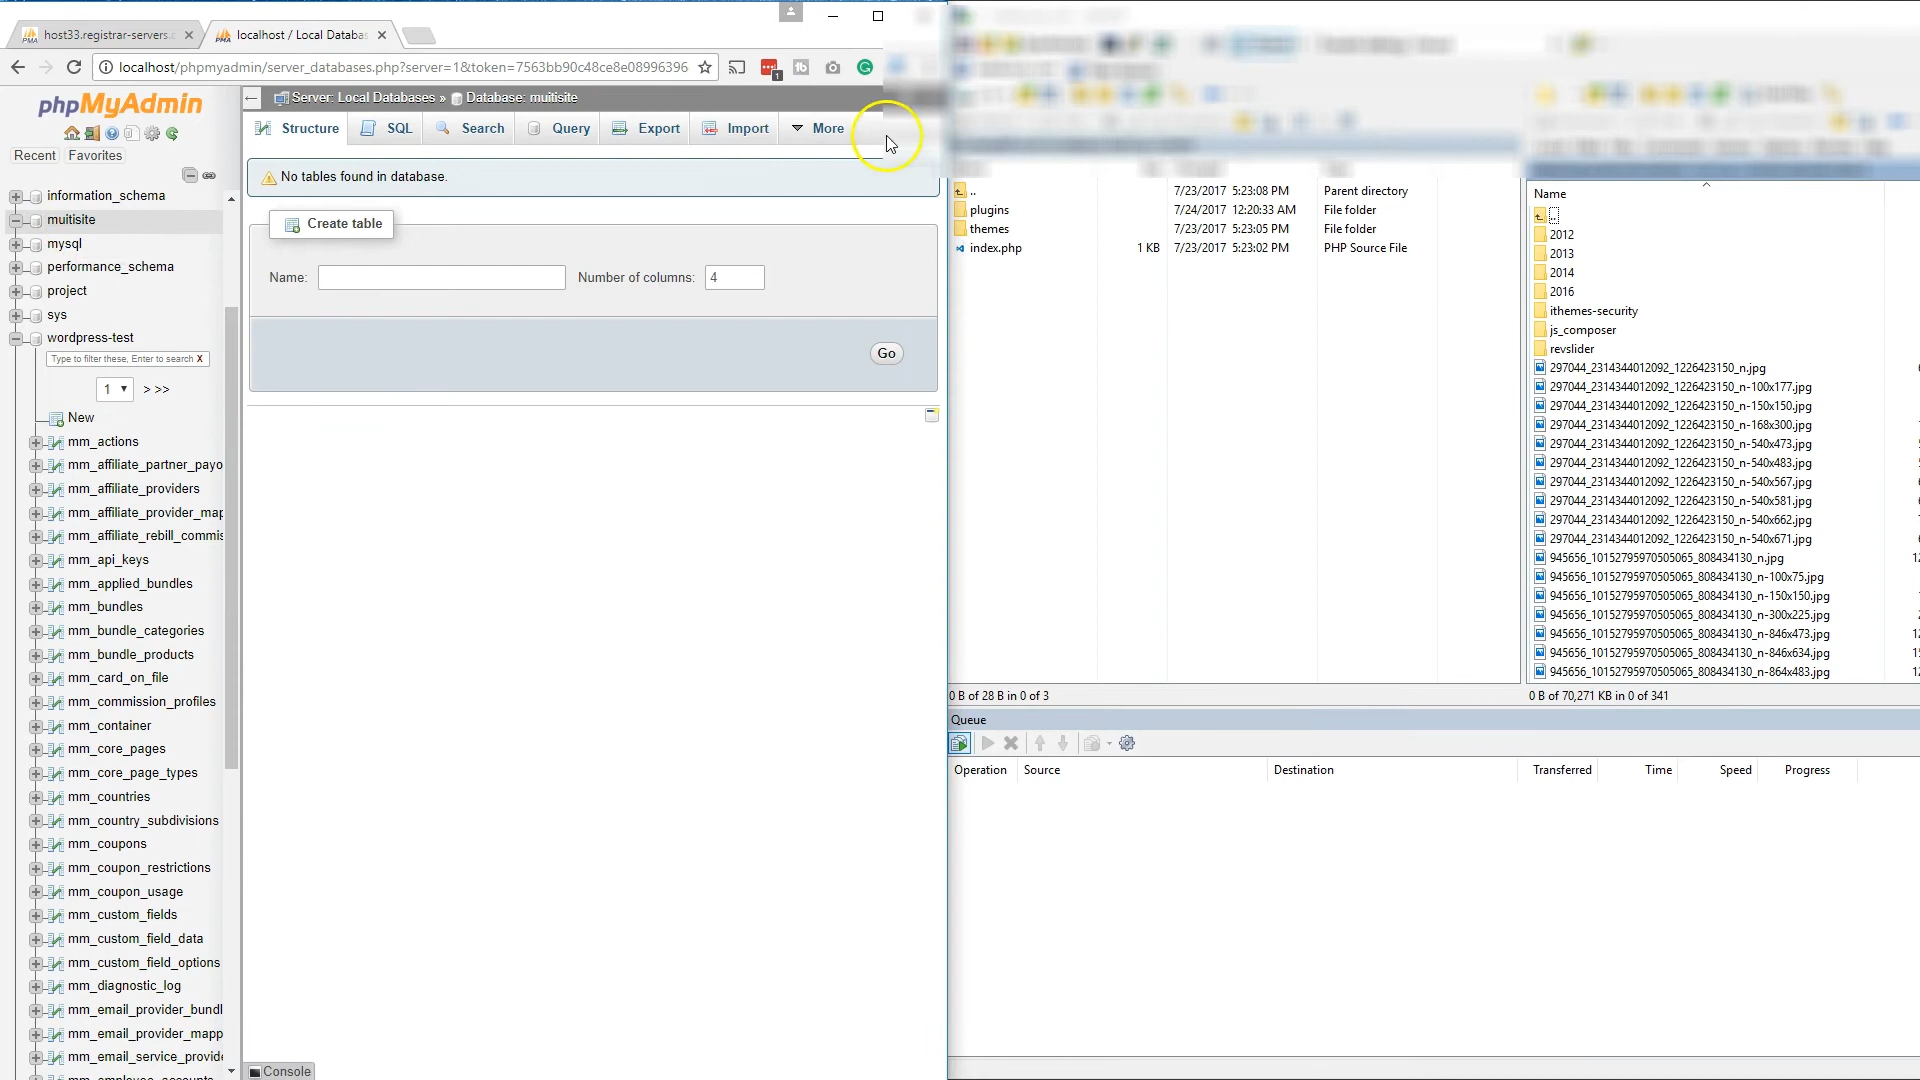 host33.registrar-servers.c
localhost / Local Databas
localhost/phpmyadmin/server_databases.php?server=1&token=7563bb90c48ce8e08996396
1
phpMyAdmin
Recent Favorites
information_schema
muitisite
mysql
performance_schema
project
sys
wordpress-test
Type to filter these, Enter to search X
1 > >>
New
mm_actions
mm_affiliate_partner_payo
mm_affiliate_providers
mm_affiliate_provider_map
mm_affiliate_rebill_commis
mm_api_keys
mm_applied_bundles
mm_bundles
mm_bundle_categories
mm_bundle_products
mm_card_on_file
mm_commission_profiles
mm_container
mm_core_pages
mm_core_page_types
mm_countries
mm_country_subdivisions
mm_coupons
mm_coupon_restrictions
mm_coupon_usage
mm_custom_fields
mm_custom_field_data
mm_custom_field_options
mm_diagnostic_log
mm_email_provider_bundl
mm_email_provider_mapp
mm_email_service_provide
Server: Local Databases » Database: muitisite
Structure SQL Search Query Export Import More
No tables found in database.
Create table
Name: Number of columns: 4
Go
Console
.. 7/23/2017 5:23:08 PM Parent directory
plugins 7/24/2017 12:20:33 AM File folder
themes 7/23/2017 5:23:05 PM File folder
index.php 1 KB 7/23/2017 5:23:02 PM PHP Source File
0 B of 28 B in 0 of 3
Name
..
2012
2013
2014
2016
ithemes-security
js_composer
revslider
297044_2314344012092_1226423150_n.jpg
297044_2314344012092_1226423150_n-100x177.jpg
297044_2314344012092_1226423150_n-150x150.jpg
297044_2314344012092_1226423150_n-168x300.jpg
297044_2314344012092_1226423150_n-540x473.jpg
297044_2314344012092_1226423150_n-540x483.jpg
297044_2314344012092_1226423150_n-540x567.jpg
297044_2314344012092_1226423150_n-540x581.jpg
297044_2314344012092_1226423150_n-540x662.jpg
297044_2314344012092_1226423150_n-540x671.jpg
945656_10152795970505065_808434130_n.jpg
945656_10152795970505065_808434130_n-100x75.jpg
945656_10152795970505065_808434130_n-150x150.jpg
945656_10152795970505065_808434130_n-300x225.jpg
945656_10152795970505065_808434130_n-846x473.jpg
945656_10152795970505065_808434130_n-846x634.jpg
945656_10152795970505065_808434130_n-864x483.jpg
0 B of 70,271 KB in 0 of 341
Queue
Operation Source Destination Transferred Time Speed Progress